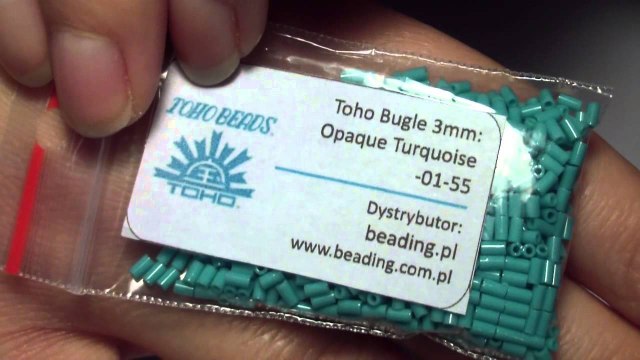 TOHO BEADS.
TOHO
Toho Bugle 3mm:
Opaque Turquoise
-01-55
Dystrybutor:
beading.pl
www.beading.com.pl